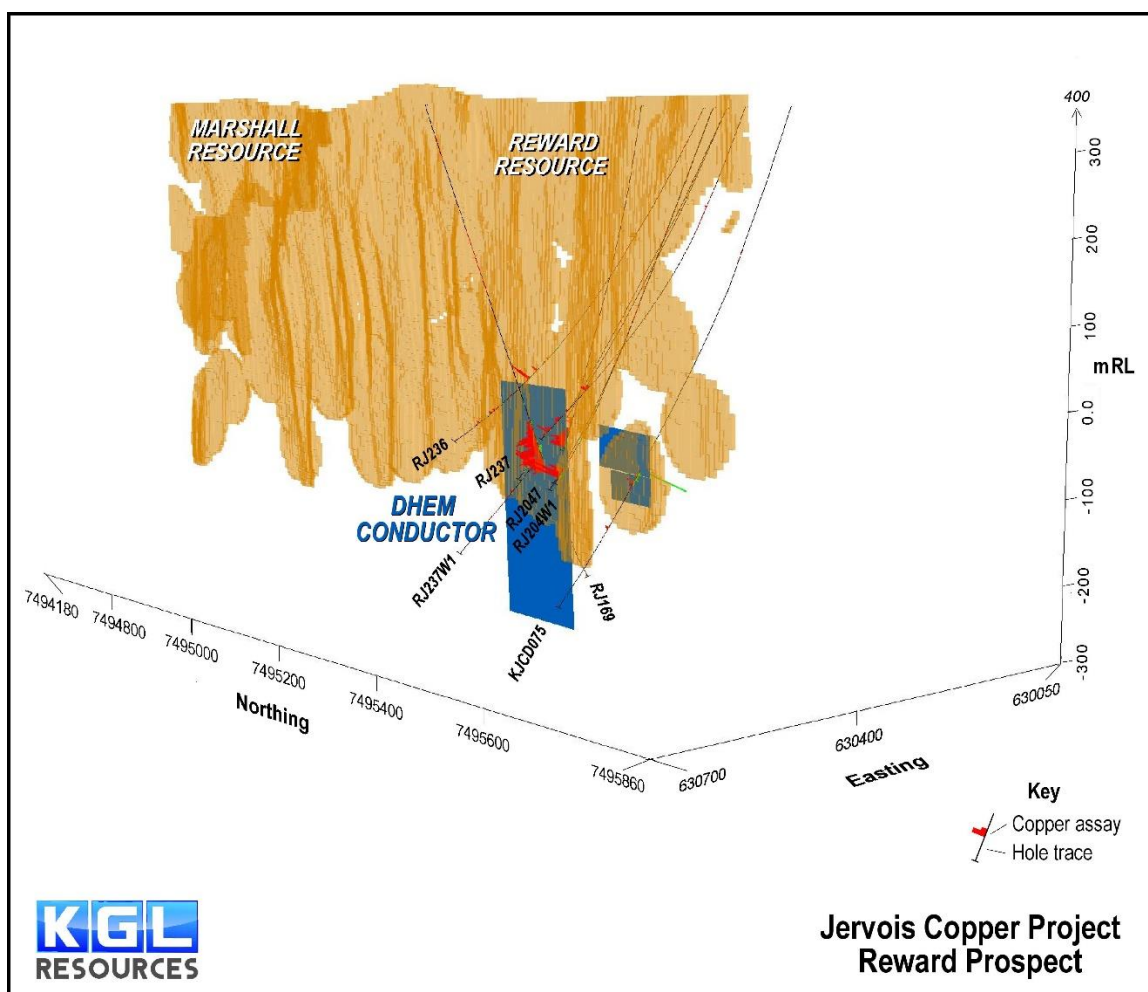 400
MARSHALL
RESOURCE
REWARD
RESOURCE
300
200
100
mRL
0.0
-100
-200
-300
RJ236
RJ237
RJ2047
RJ204W1
DHEM
CONDUCTOR
RJ237W1
RJ169
KJCD075
7494180
7494800
7495000
7495200
7495400
7495600
7495860
Northing
630700
630400
630050
Easting
Key
Copper assay
Hole trace
KGL
RESOURCES
Jervois Copper Project
Reward Prospect